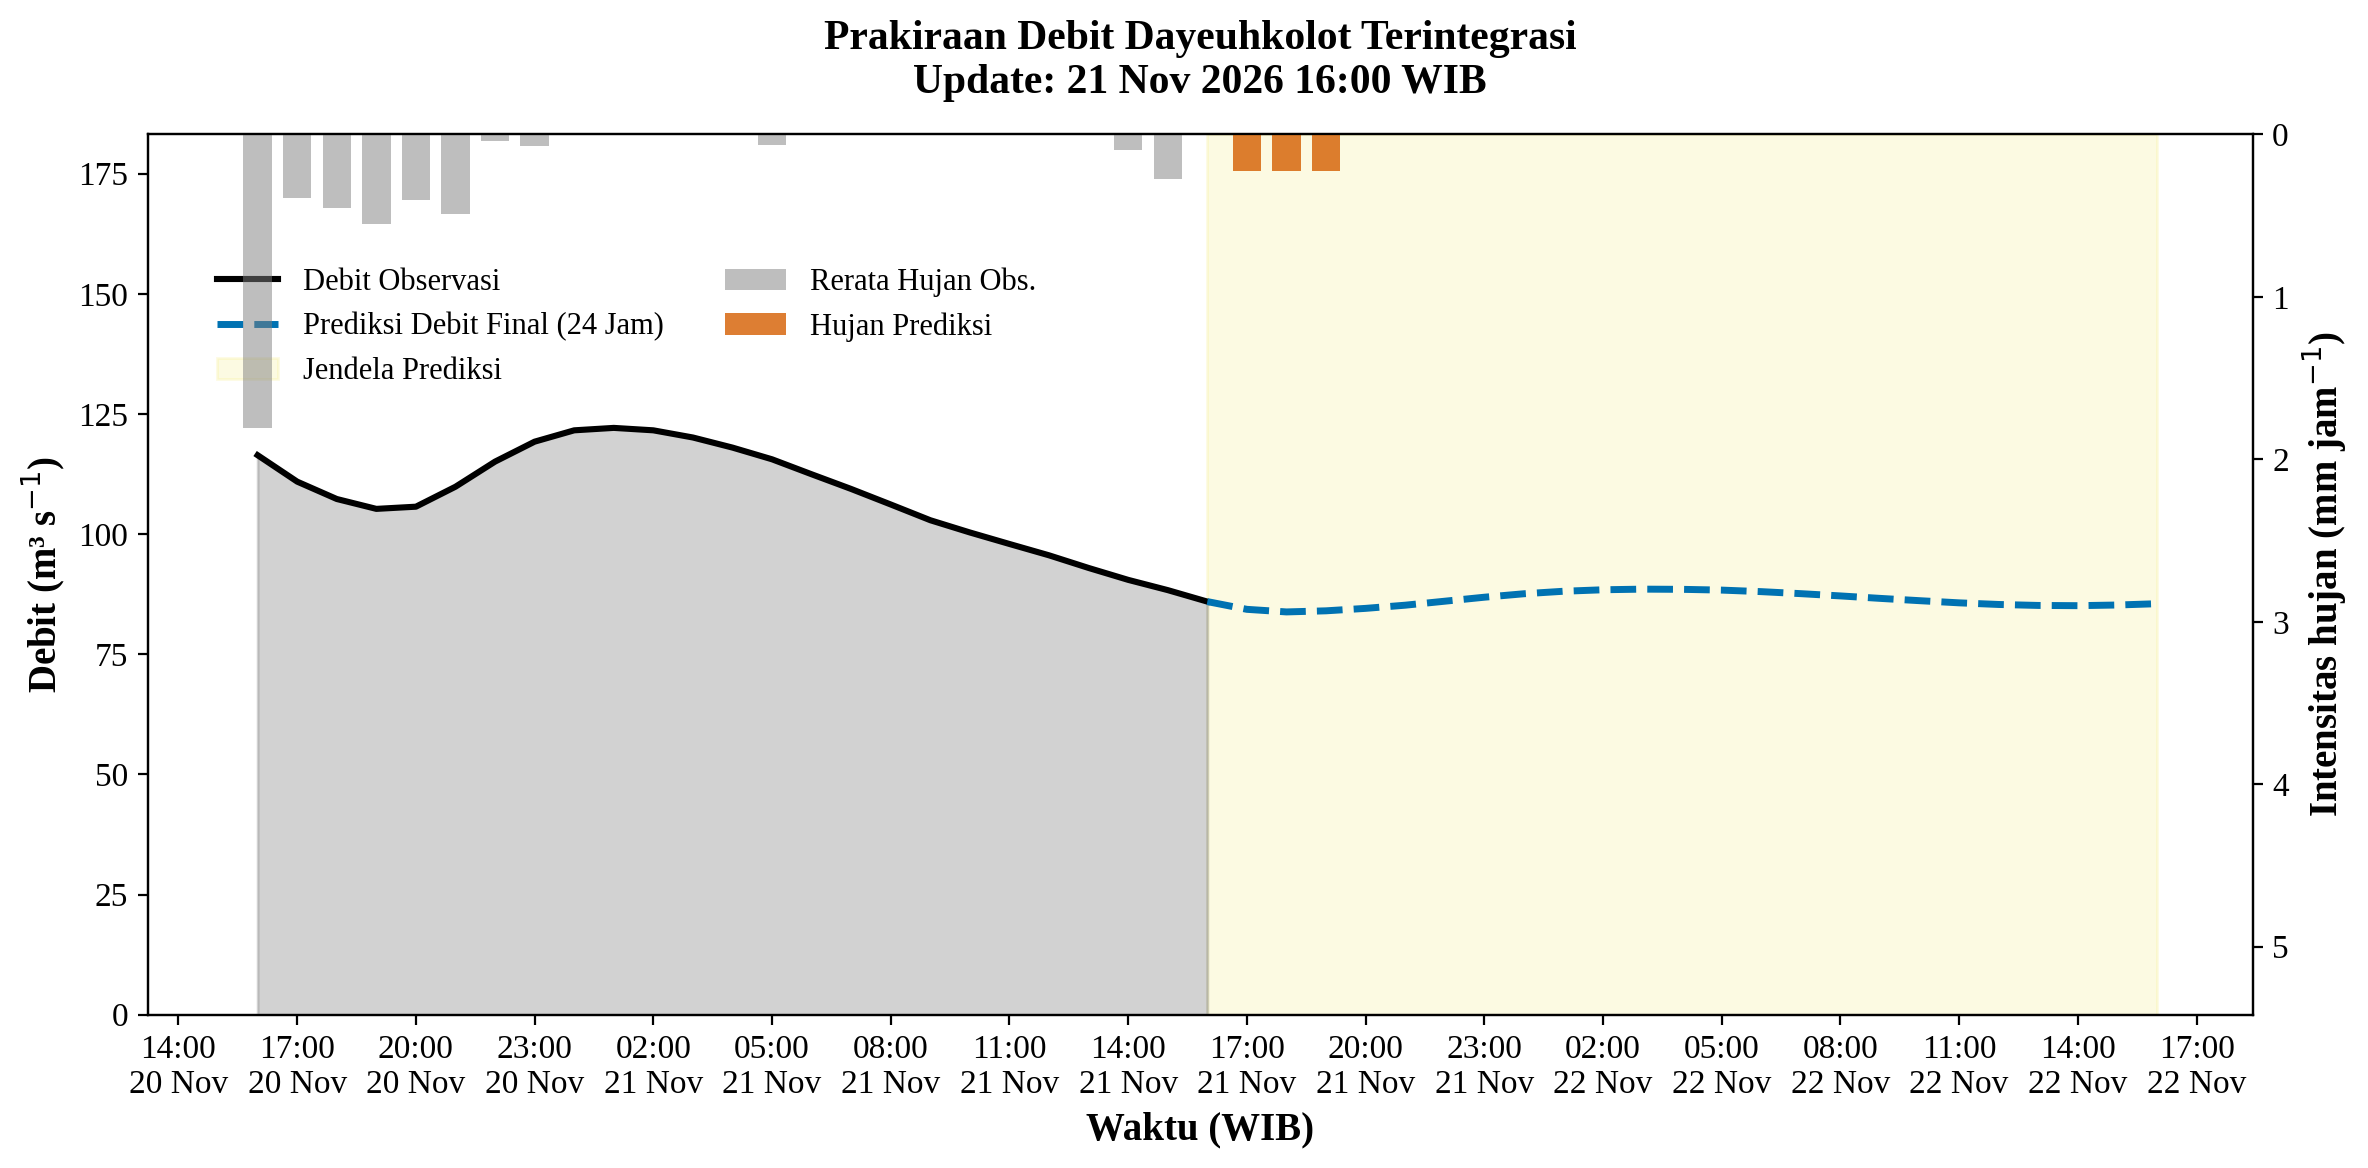 Prakiraan Debit Dayeuhkolot Terintegrasi
Update: 21 Nov 2026 16:00 WIB
Debit (m³ s⁻¹)
175
150
125
100
75
50
25
0
Debit Observasi
Prediksi Debit Final (24 Jam)
Jendela Prediksi
Rerata Hujan Obs.
Hujan Prediksi
0
1
2
3
4
5
Intensitas hujan (mm jam⁻¹)
14:00 17:00 20:00 23:00 02:00 05:00 08:00 11:00 14:00 17:00 20:00 23:00 02:00 05:00 08:00 11:00 14:00 17:00
20 Nov 20 Nov 20 Nov 20 Nov 21 Nov 21 Nov 21 Nov 21 Nov 21 Nov 21 Nov 21 Nov 21 Nov 22 Nov 22 Nov 22 Nov 22 Nov 22 Nov 22 Nov
Waktu (WIB)